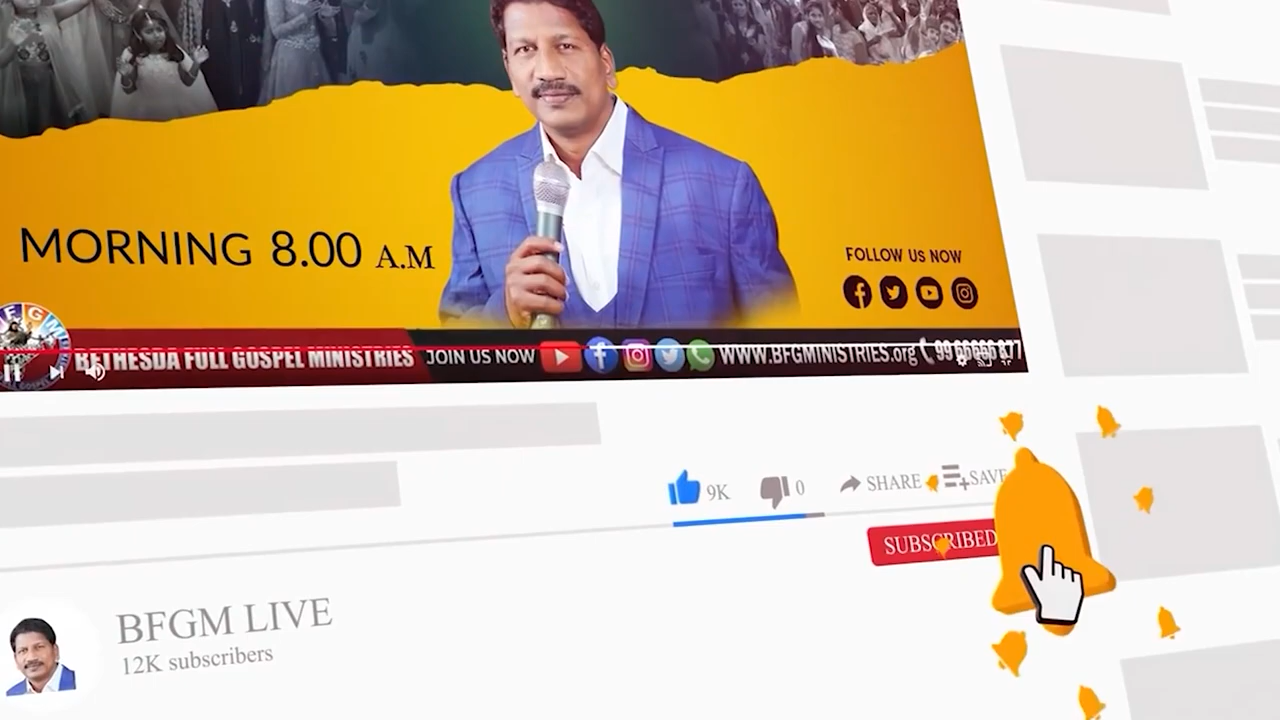 MORNING 8.00 A.M
FOLLOW US NOW
BETHESDA FULL GOSPEL MINISTRIES JOIN US NOW WWW.BFGMINISTRIES.org
9K 0 SHARE SAVE
SUBSCRIBED
BFGM LIVE
12K subscribers